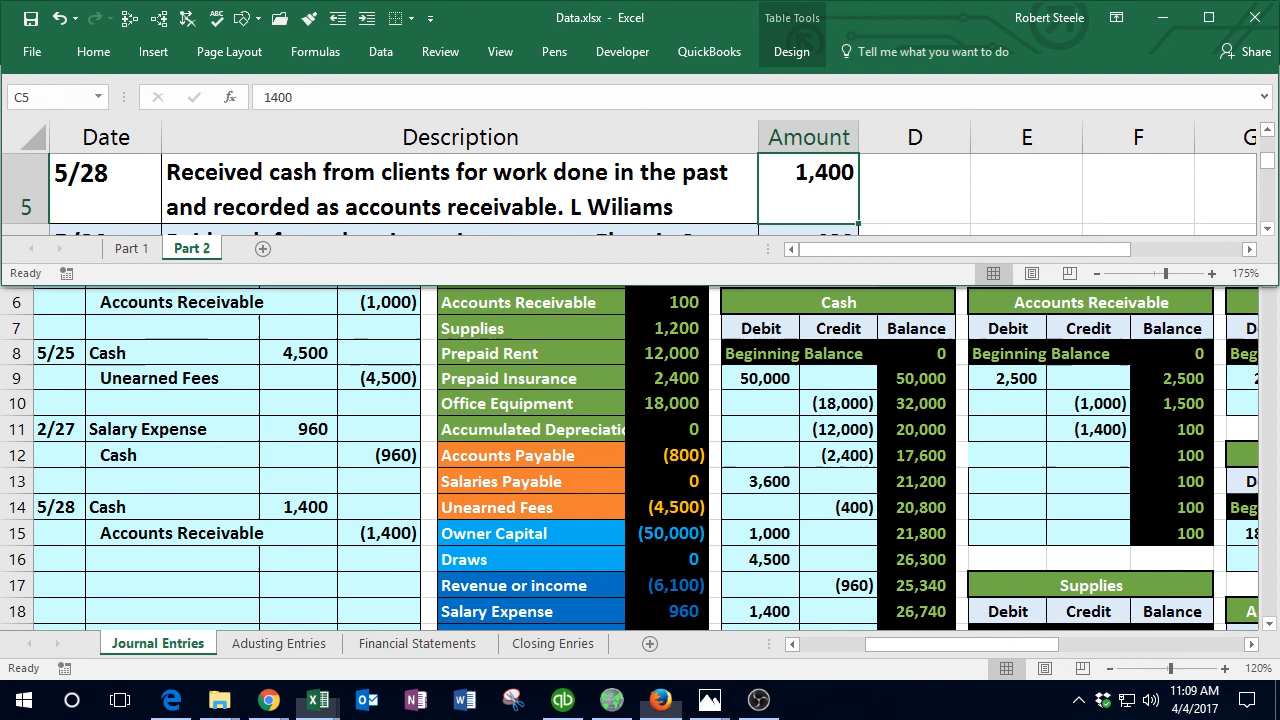 Data.xlsx - Excel
Table Tools
Robert Steele
File Home Insert Page Layout Formulas Data Review View Pens Developer QuickBooks Design Tell me what you want to do Share
C5 fx 1400
Date Description Amount D E F G
5 5/28 Received cash from clients for work done in the past 1,400
and recorded as accounts receivable. L Wiliams
Part 1 Part 2
Ready 175%
6 Accounts Receivable (1,000) Accounts Receivable 100 Cash Accounts Receivable
7 Supplies 1,200 Debit Credit Balance Debit Credit Balance D
8 5/25 Cash 4,500 Prepaid Rent 12,000 Beginning Balance 0 Beginning Balance 0 Beg
9 Unearned Fees (4,500) Prepaid Insurance 2,400 50,000 50,000 2,500 2,500
10 Office Equipment 18,000 (18,000) 32,000 (1,000) 1,500
11 2/27 Salary Expense 960 Accumulated Depreciatio 0 (12,000) 20,000 (1,400) 100
12 Cash (960) Accounts Payable (800) (2,400) 17,600 100
13 Salaries Payable 0 3,600 21,200 100 D
14 5/28 Cash 1,400 Unearned Fees (4,500) (400) 20,800 100 Beg
15 Accounts Receivable (1,400) Owner Capital (50,000) 1,000 21,800 100 18
16 Draws 0 4,500 26,300
17 Revenue or income (6,100) (960) 25,340 Supplies
18 Salary Expense 960 1,400 26,740 Debit Credit Balance A
Journal Entries Adusting Entries Financial Statements Closing Enries
Ready 120%
11:09 AM
4/4/2017